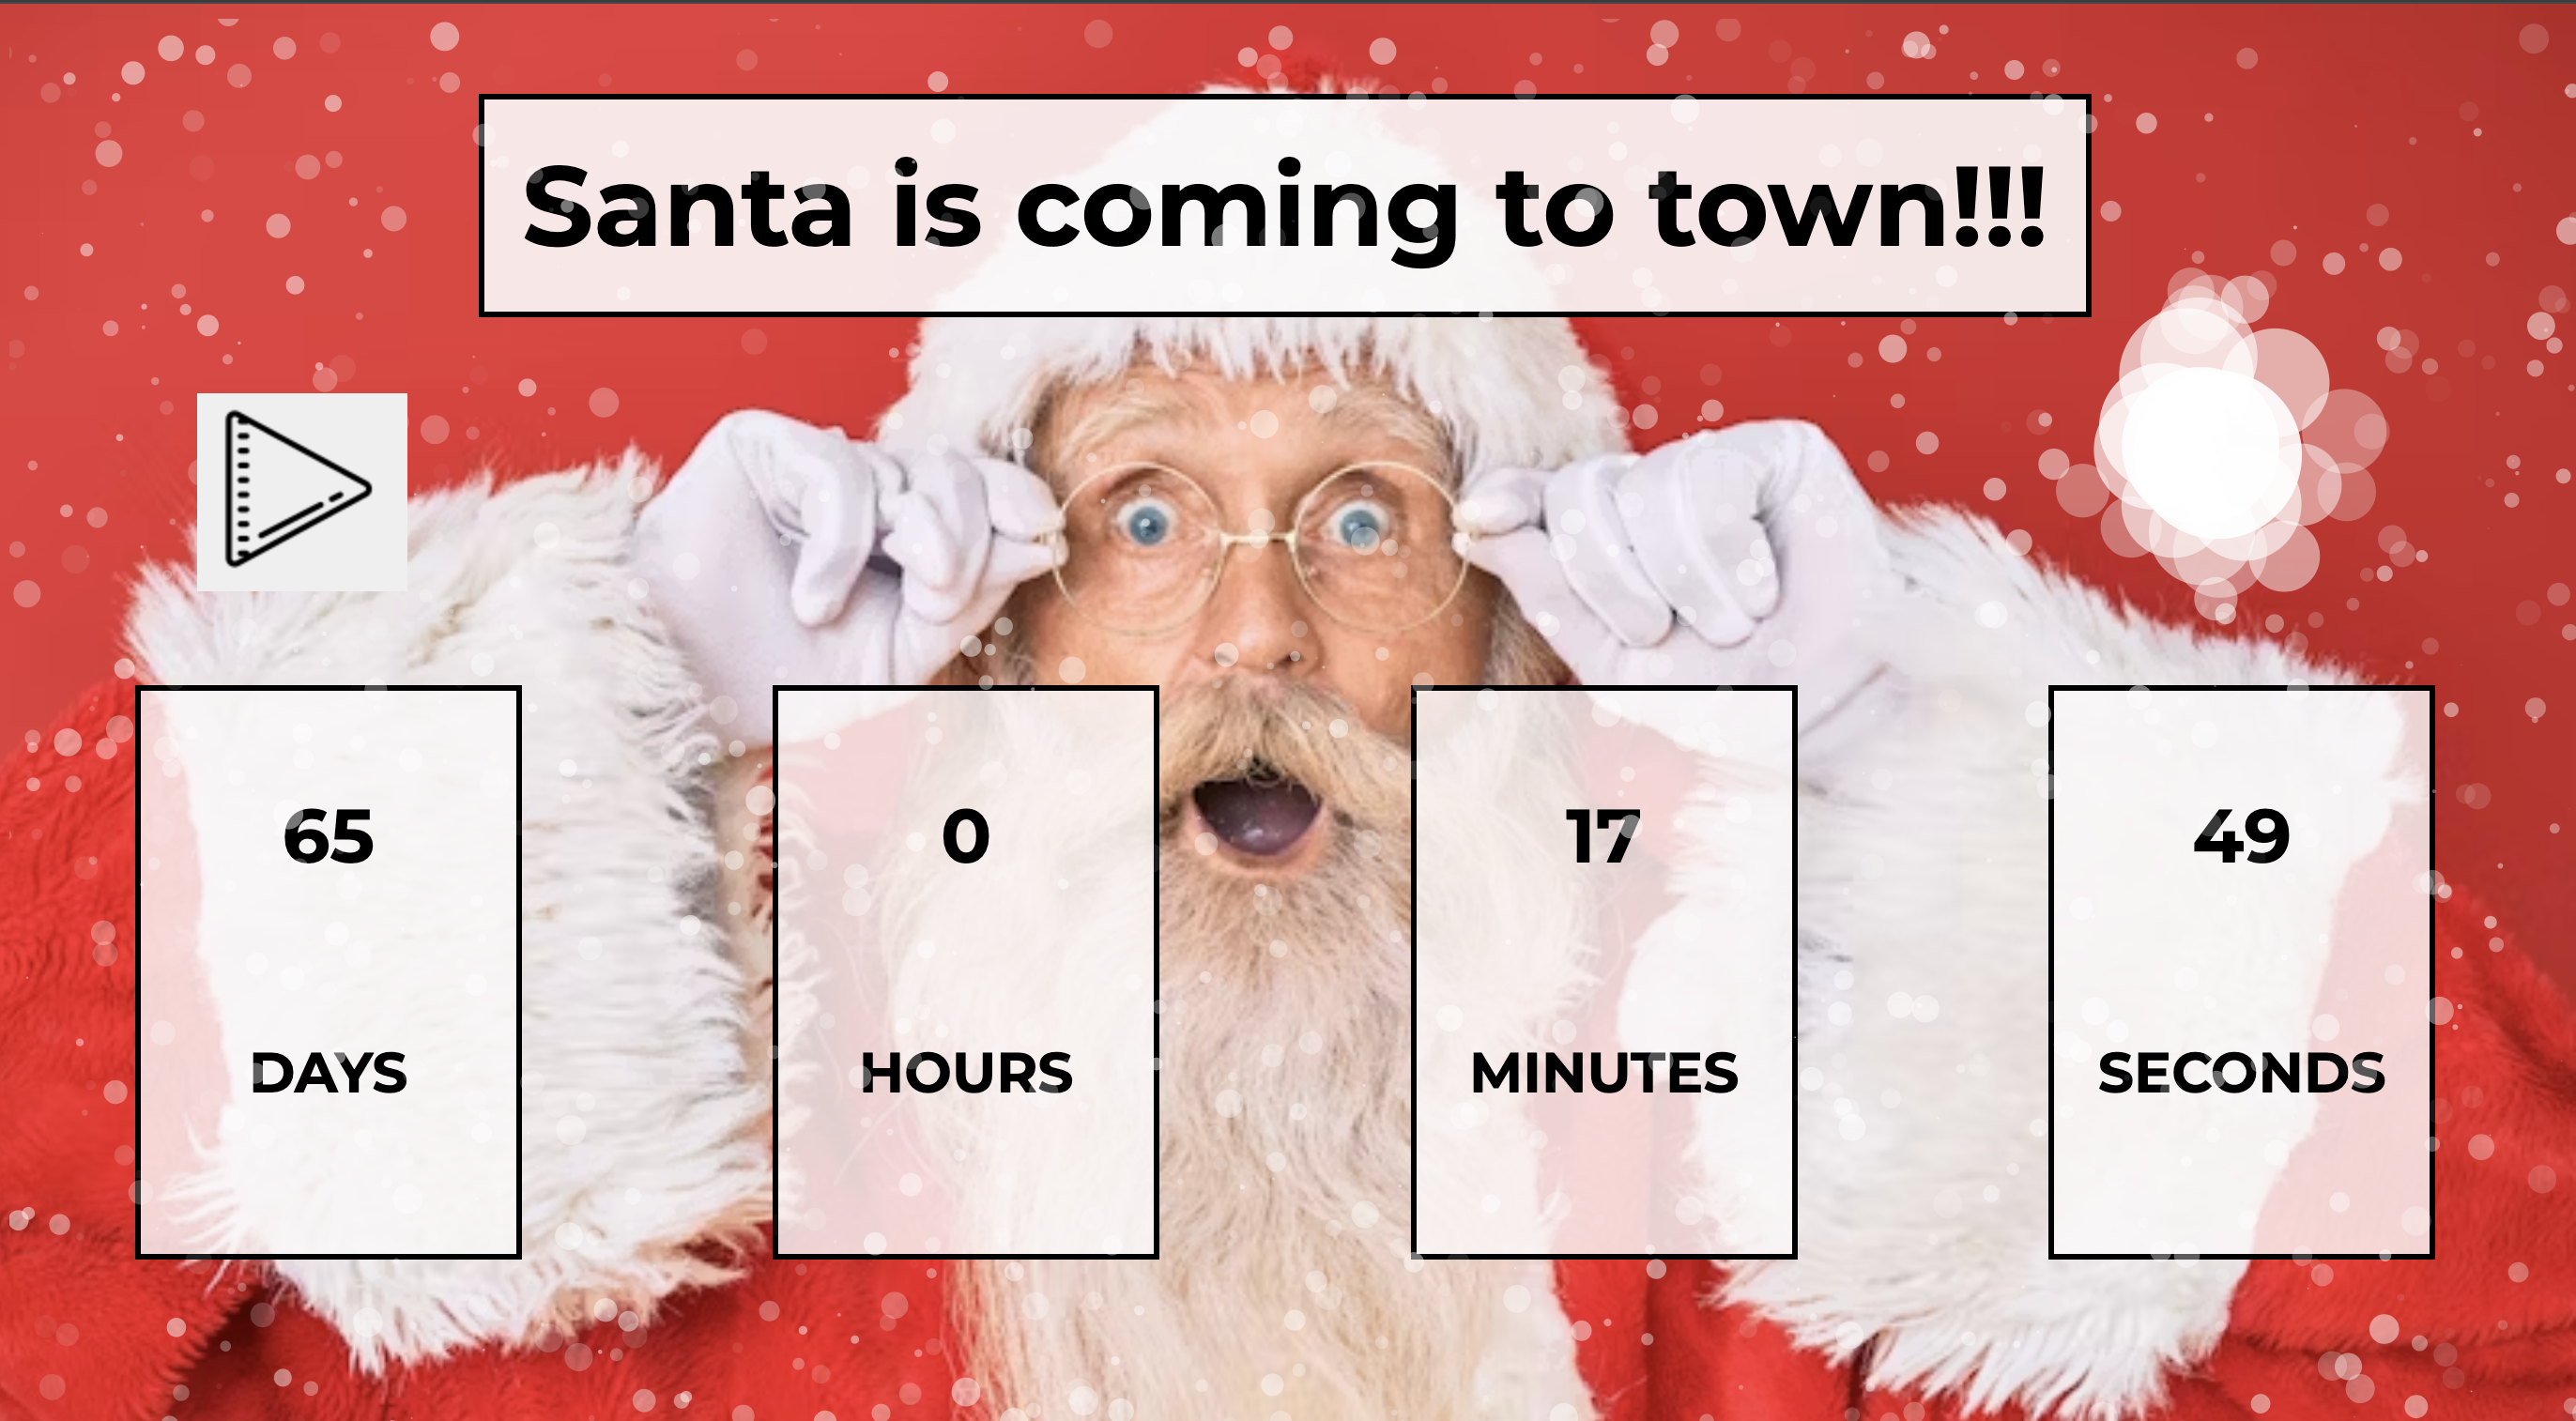 Santa is coming to town!!!
65
0
17
49
DAYS
HOURS
MINUTES
SECONDS